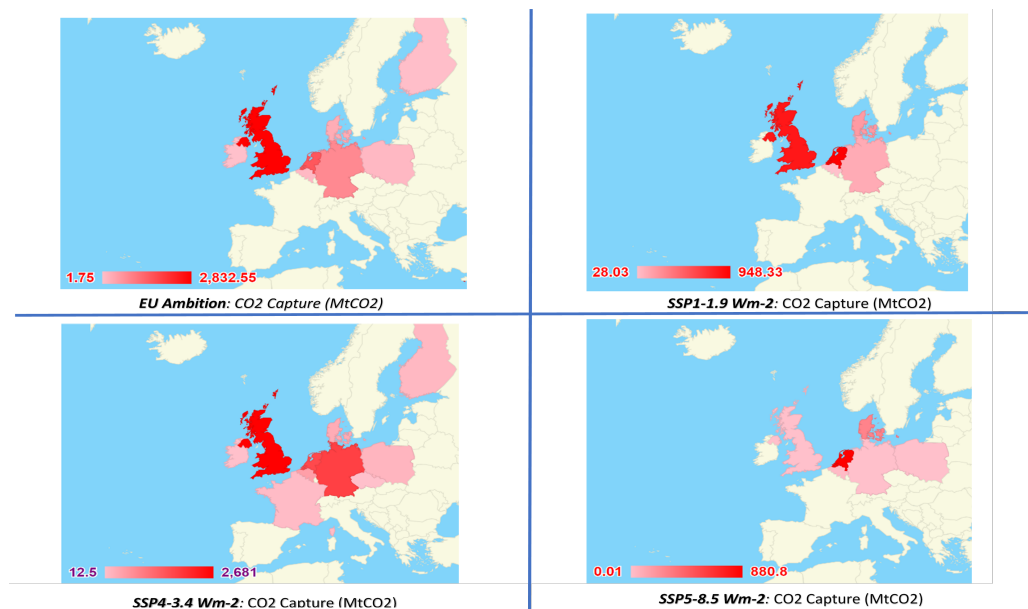 1.75 2,832.55
EU Ambition: CO2 Capture (MtCO2)
28.03 948.33
SSP1-1.9 Wm-2: CO2 Capture (MtCO2)
12.5 2,681
SSP4-3.4 Wm-2: CO2 Capture (MtCO2)
0.01 880.8
SSP5-8.5 Wm-2: CO2 Capture (MtCO2)